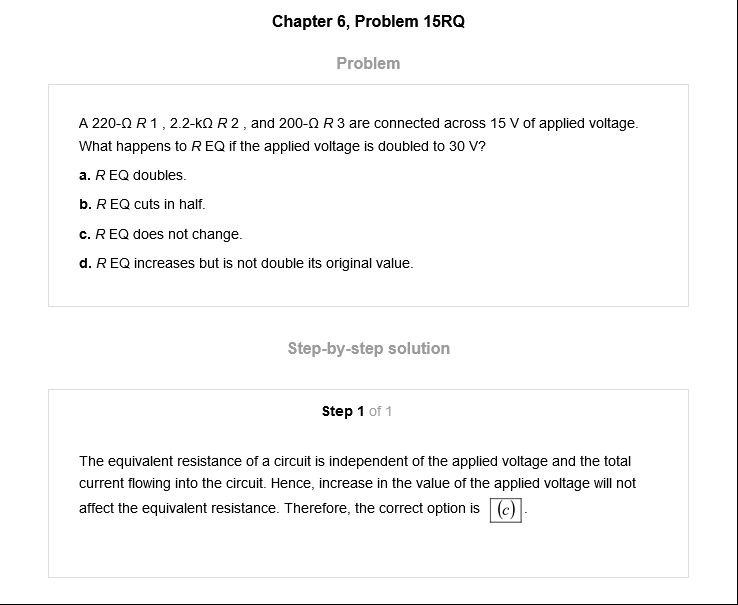 Chapter 6, Problem 15RQ
Problem
A 220-Ω R 1 , 2.2-kΩ R 2 , and 200-Ω R 3 are connected across 15 V of applied voltage.
What happens to R EQ if the applied voltage is doubled to 30 V?
a. R EQ doubles.
b. R EQ cuts in half.
c. R EQ does not change.
d. R EQ increases but is not double its original value.
Step-by-step solution
Step 1 of 1
The equivalent resistance of a circuit is independent of the applied voltage and the total
current flowing into the circuit. Hence, increase in the value of the applied voltage will not
affect the equivalent resistance. Therefore, the correct option is (c).